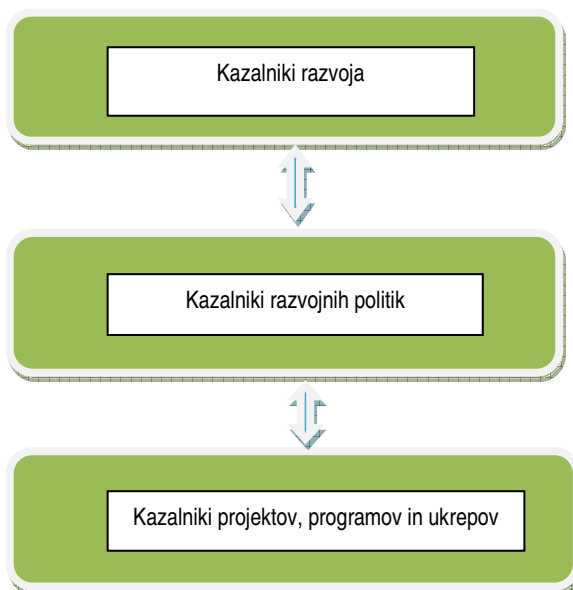 Kazalniki razvoja
Kazalniki razvojnih politik
Kazalniki projektov, programov in ukrepov